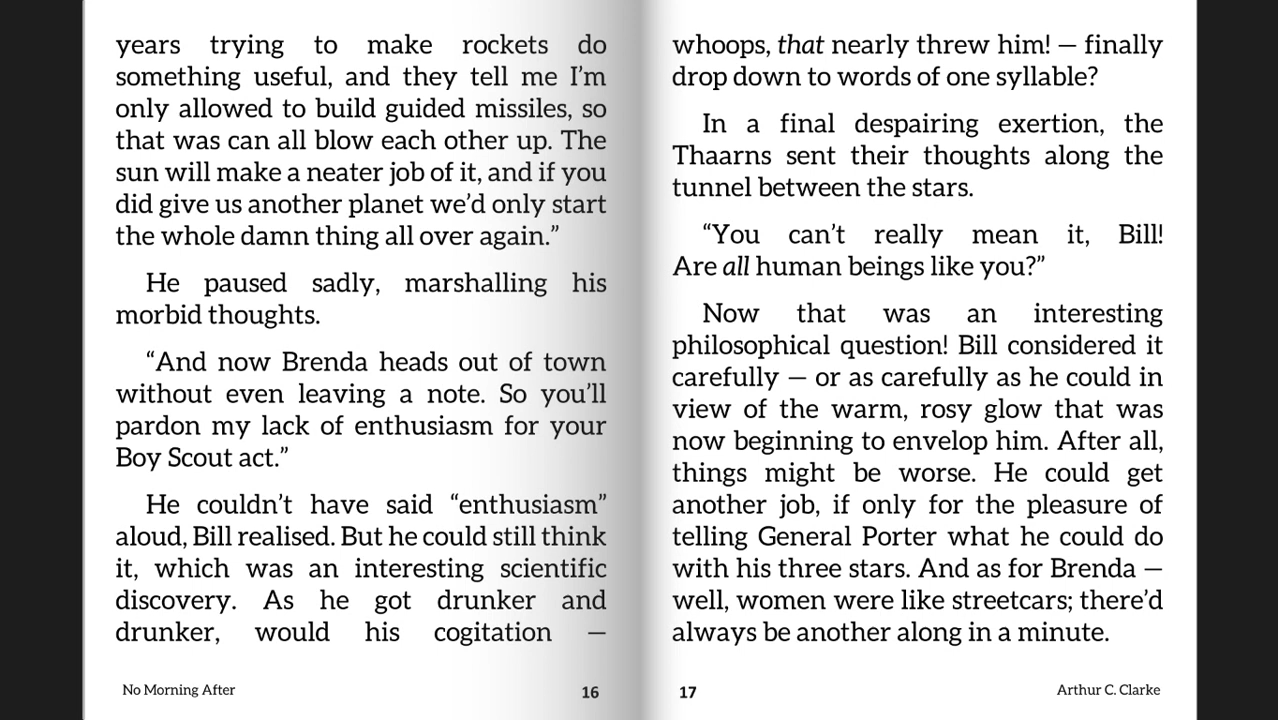 years trying to make rockets do
something useful, and they tell me I’m
only allowed to build guided missiles, so
that was can all blow each other up. The
sun will make a neater job of it, and if you
did give us another planet we’d only start
the whole damn thing all over again.”
He paused sadly, marshalling his
morbid thoughts.
“And now Brenda heads out of town
without even leaving a note. So you’ll
pardon my lack of enthusiasm for your
Boy Scout act.”
He couldn’t have said “enthusiasm”
aloud, Bill realised. But he could still think
it, which was an interesting scientific
discovery. As he got drunker and
drunker, would his cogitation —
No Morning After
16
whoops, that nearly threw him! — finally
drop down to words of one syllable?
In a final despairing exertion, the
Thaarns sent their thoughts along the
tunnel between the stars.
“You can’t really mean it, Bill!
Are all human beings like you?”
Now that was an interesting
philosophical question! Bill considered it
carefully — or as carefully as he could in
view of the warm, rosy glow that was
now beginning to envelop him. After all,
things might be worse. He could get
another job, if only for the pleasure of
telling General Porter what he could do
with his three stars. And as for Brenda —
well, women were like streetcars; there’d
always be another along in a minute.
17
Arthur C. Clarke